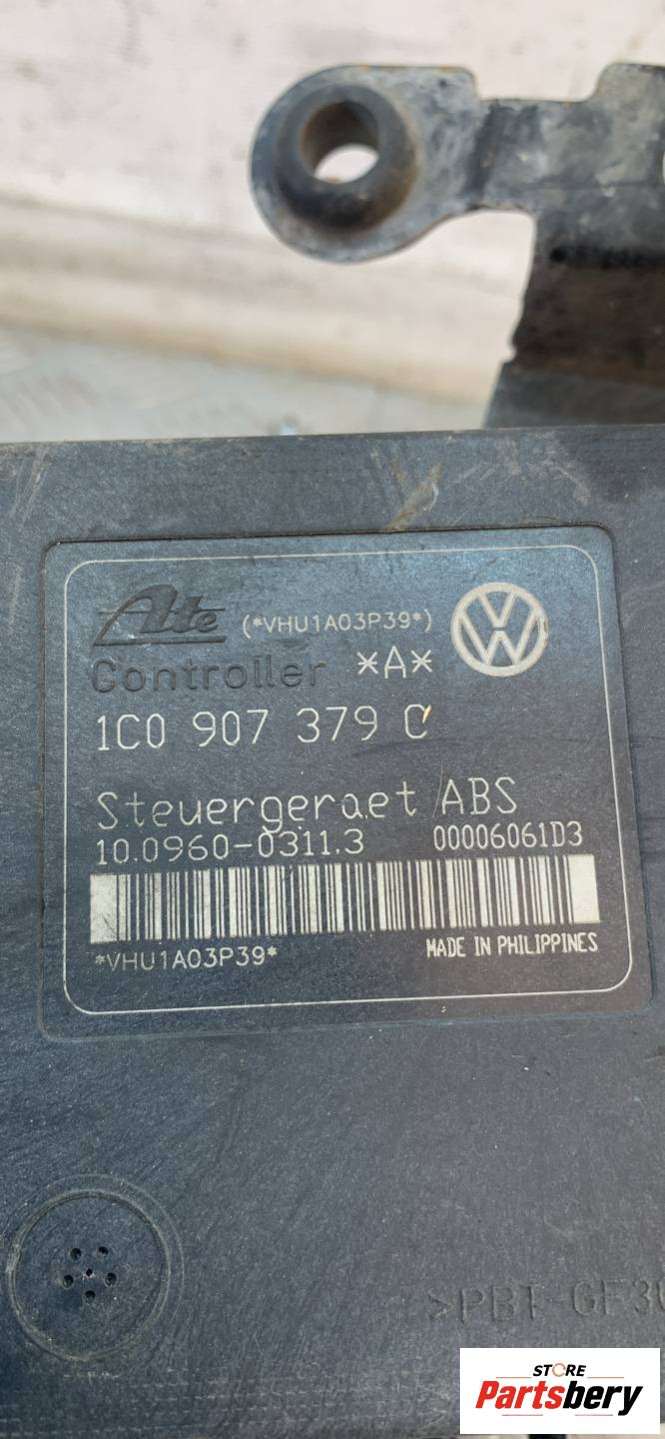 Ate (*VHU1A03P39*)
Controller *A*
1C0 907 379 C
Steuergeraet ABS
10.0960-0311.3 00006061D3
*VHU1A03P39* MADE IN PHILIPPINES
STORE
Partsbery